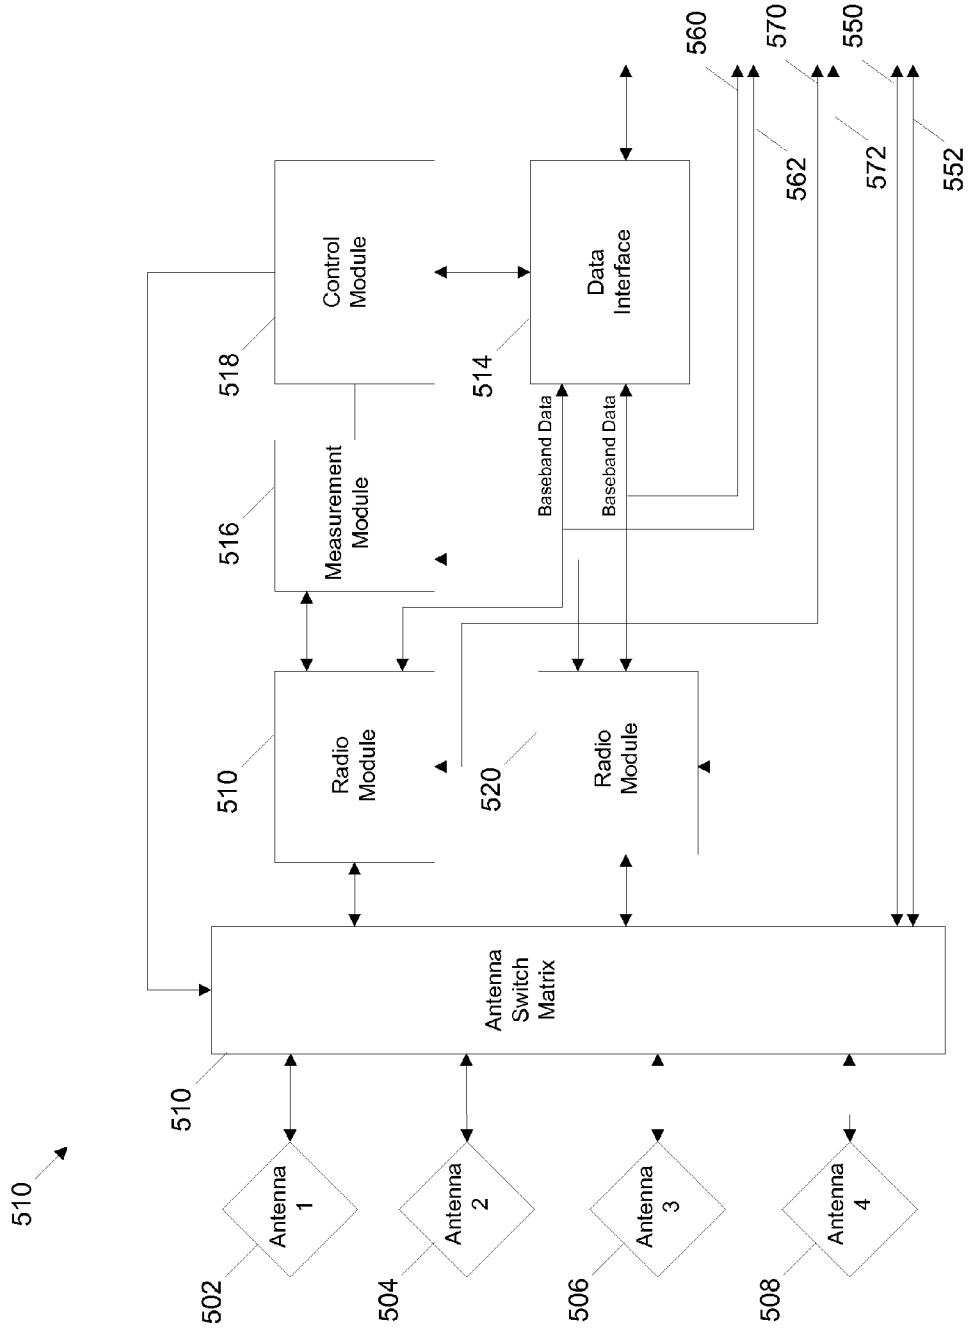 510
502
Antenna
1
504
Antenna
2
506
Antenna
3
508
Antenna
4
510
Antenna
Switch
Matrix
510
Radio
Module
520
Radio
Module
516
Measurement
Module
518
Control
Module
514
Data
Interface
Baseband Data
Baseband Data
560
562
570
572
550
552